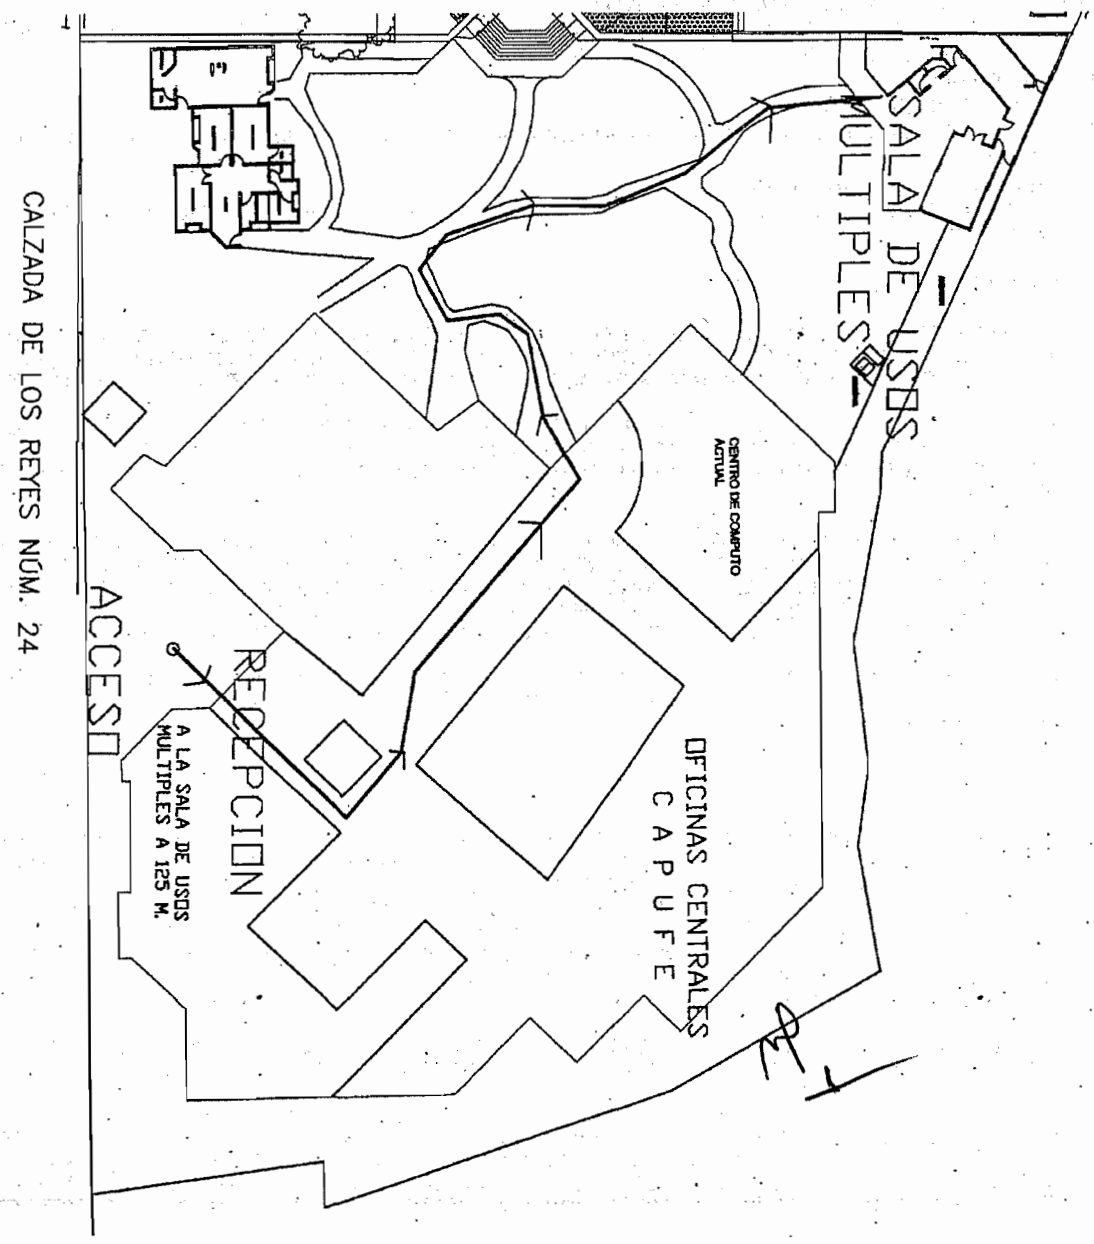 CALZADA DE LOS REYES NÚM. 24
ACCESO
RECEPCION
A LA SALA DE USOS
MULTIPLES A 125 M.
OFICINAS CENTRALES
C A P U F E
CENTRO DE COMPUTO
ACTUAL
SALA DE USOS
MULTIPLES